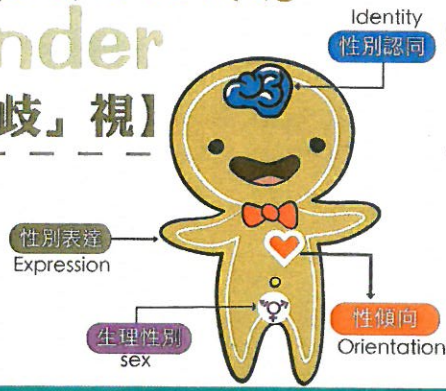 Identity
性別認同
nder
歧」視】
性別表達
Expression
生理性別
sex
性傾向
Orientation